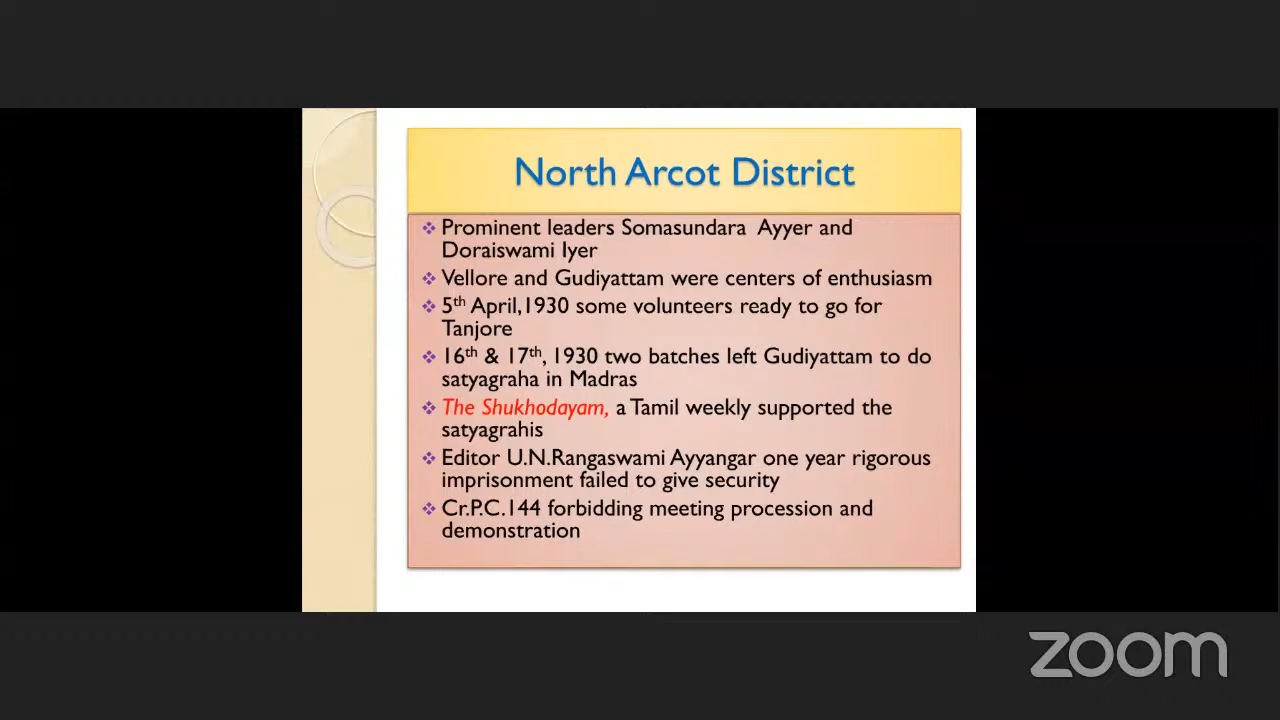 North Arcot District
❖ Prominent leaders Somasundara Ayyer and
Doraiswami Iyer
❖ Vellore and Gudiyattam were centers of enthusiasm
❖ 5th April,1930 some volunteers ready to go for
Tanjore
❖ 16th & 17th, 1930 two batches left Gudiyattam to do
satyagraha in Madras
❖ The Shukhodayam, a Tamil weekly supported the
satyagrahis
❖ Editor U.N.Rangaswami Ayyangar one year rigorous
imprisonment failed to give security
❖ Cr.P.C.144 forbidding meeting procession and
demonstration
zoom